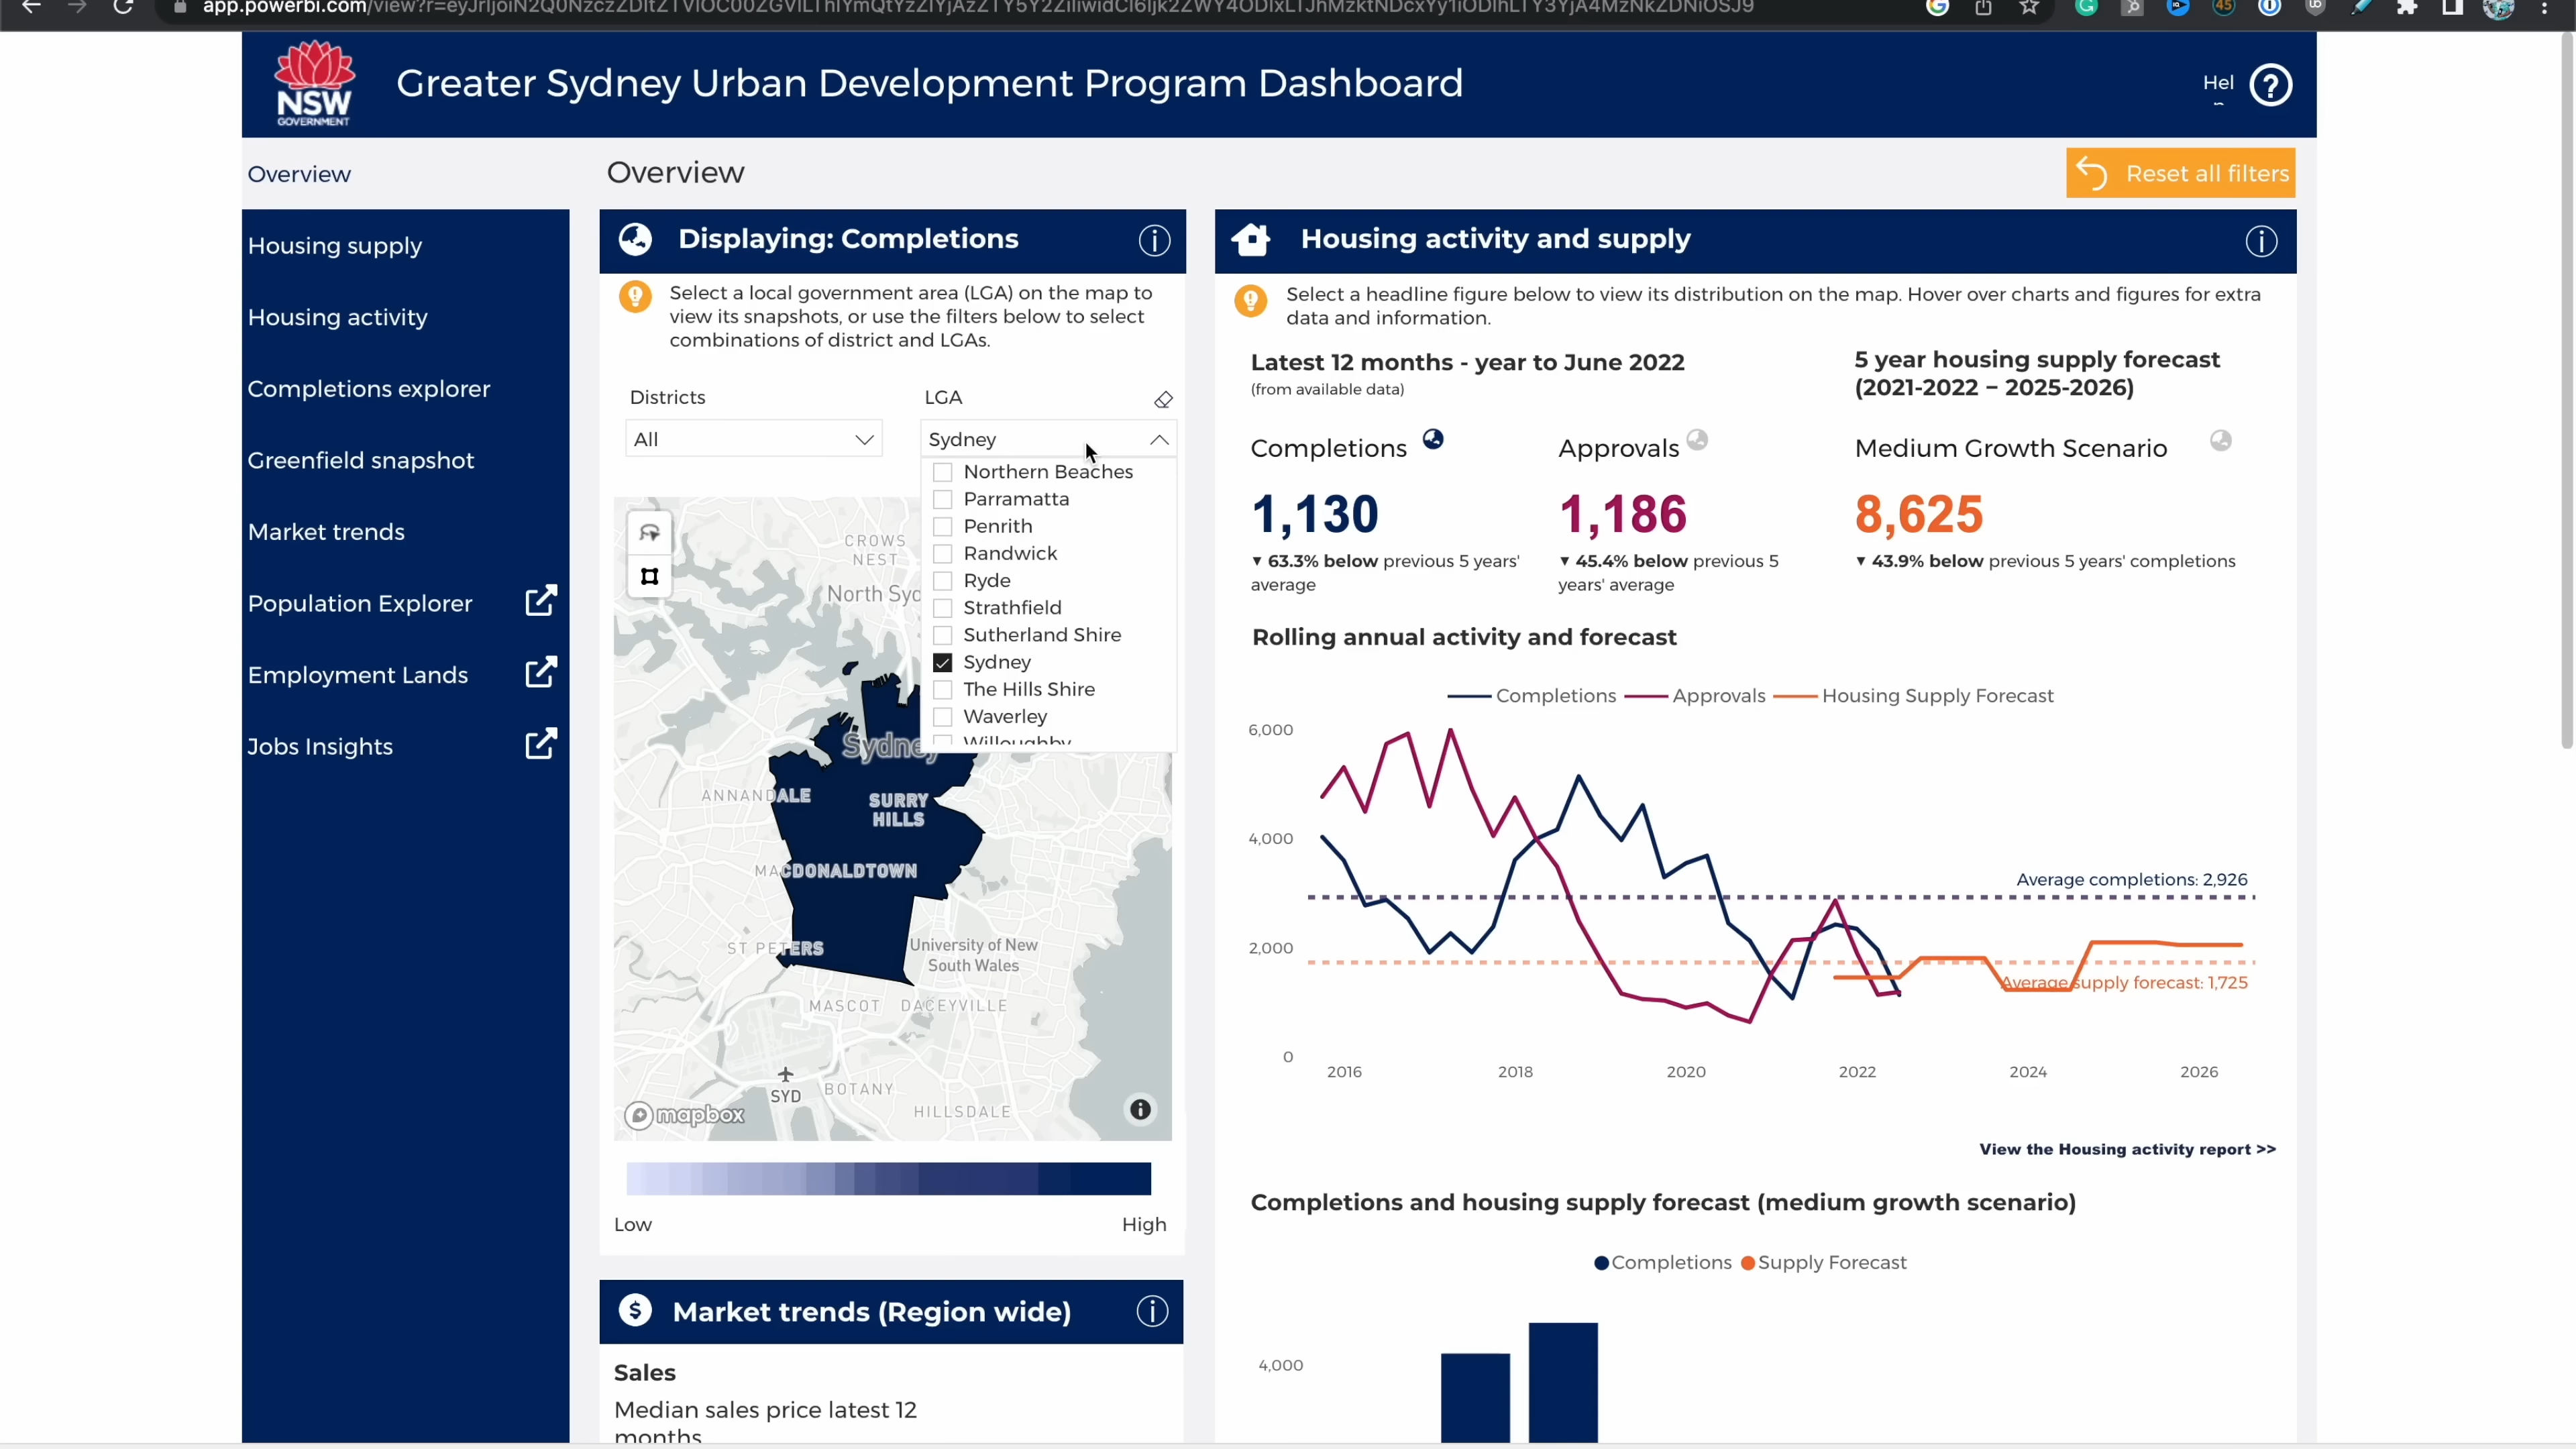 app.powerbi.com
45
NSW
GOVERNMENT
Greater Sydney Urban Development Program Dashboard
Hel
?
Overview
Overview
Reset all filters
Housing supply
Housing activity
Completions explorer
Greenfield snapshot
Market trends
Population Explorer
Employment Lands
Jobs Insights
Displaying: Completions
Select a local government area (LGA) on the map to
view its snapshots, or use the filters below to select
combinations of district and LGAs.
Districts
LGA
All
Sydney
Northern Beaches
Parramatta
Penrith
Randwick
Ryde
Strathfield
Sutherland Shire
Sydney
The Hills Shire
Waverley
Willoughby
CROWS
NEST
North Syd
Sydney
ANNANDALE
SURRY
HILLS
MACDONALDTOWN
ST PETERS
University of New
South Wales
MASCOT
DACEYVILLE
SYD
BOTANY
HILLSDALE
mapbox
Low
High
Market trends (Region wide)
Sales
Median sales price latest 12
months
Housing activity and supply
Select a headline figure below to view its distribution on the map. Hover over charts and figures for extra
data and information.
Latest 12 months - year to June 2022
(from available data)
5 year housing supply forecast
(2021-2022 – 2025-2026)
Completions
Approvals
Medium Growth Scenario
1,130
1,186
8,625
▼ 63.3% below previous 5 years'
average
▼ 45.4% below previous 5
years' average
▼ 43.9% below previous 5 years' completions
Rolling annual activity and forecast
Completions
Approvals
Housing Supply Forecast
6,000
4,000
2,000
0
Average completions: 2,926
Average supply forecast: 1,725
2016
2018
2020
2022
2024
2026
View the Housing activity report >>
Completions and housing supply forecast (medium growth scenario)
Completions
Supply Forecast
4,000